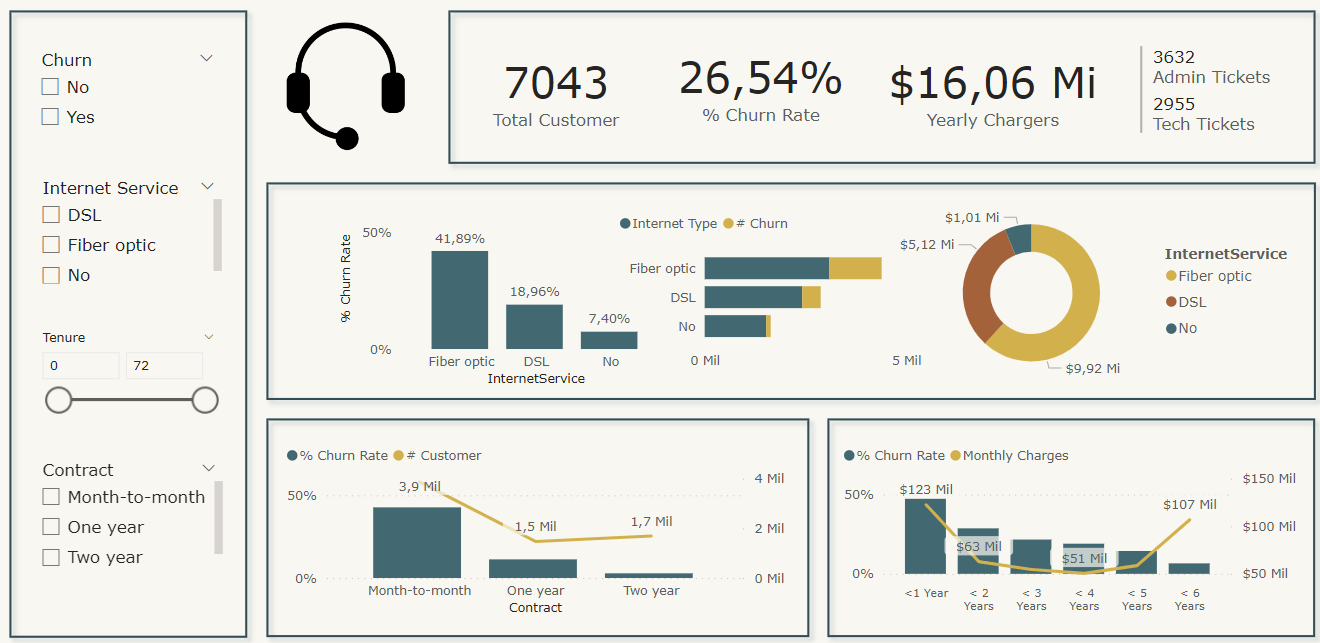 Churn
No
Yes
Internet Service
DSL
Fiber optic
No
Tenure
0 72
Contract
Month-to-month
One year
Two year
7043
Total Customer
26,54%
% Churn Rate
$16,06 Mi
Yearly Chargers
3632
Admin Tickets
2955
Tech Tickets
% Churn Rate
50%
0%
41,89%
18,96%
7,40%
Fiber optic DSL No
InternetService
Internet Type # Churn
Fiber optic
DSL
No
0 Mil 5 Mil
$1,01 Mi
$5,12 Mi
$9,92 Mi
InternetService
Fiber optic
DSL
No
% Churn Rate # Customer
50%
0%
3,9 Mil
1,5 Mil
1,7 Mil
4 Mil
2 Mil
0 Mil
Month-to-month One year Two year
Contract
% Churn Rate Monthly Charges
50%
0%
$123 Mil
$63 Mil
$51 Mil
$107 Mil
$150 Mil
$100 Mil
$50 Mil
<1 Year < 2 Years < 3 Years < 4 Years < 5 Years < 6 Years